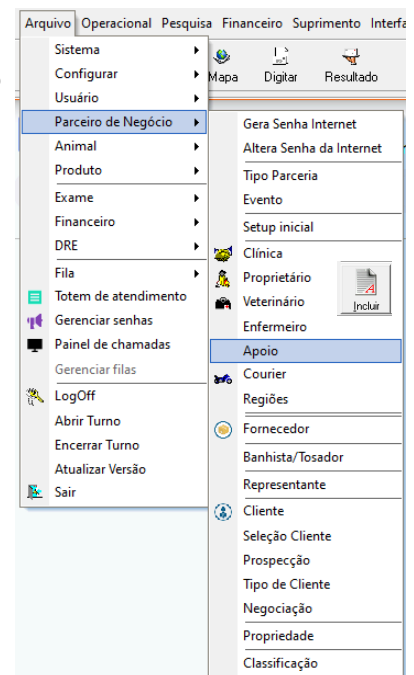 Arquivo Operacional Pesquisa Financeiro Suprimento
Mapa Digitar Resultado
Sistema
Configurar
Usuário
Parceiro de Negócio
Animal
Produto
Exame
Financeiro
DRE
Fila
Totem de atendimento
Gerenciar senhas
Painel de chamadas
Gerenciar filas
LogOff
Abrir Turno
Encerrar Turno
Atualizar Versão
Sair
Gera Senha Internet
Altera Senha da Internet
Tipo Parceria
Evento
Setup inicial
Clínica
Proprietário
Veterinário
Enfermeiro
Apoio
Courier
Regiões
Fornecedor
Banhista/Tosador
Representante
Cliente
Seleção Cliente
Prospecção
Tipo de Cliente
Negociação
Propriedade
Classificação
Incluir